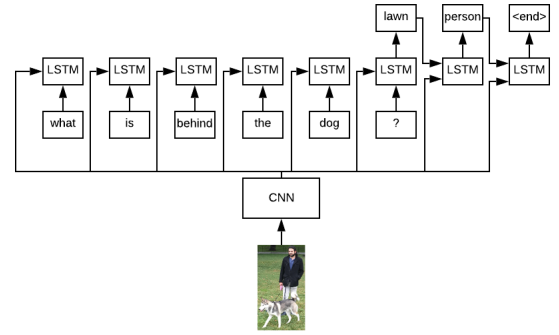 lawn person <end>
LSTM LSTM LSTM LSTM LSTM LSTM LSTM LSTM
what is behind the dog ?
CNN